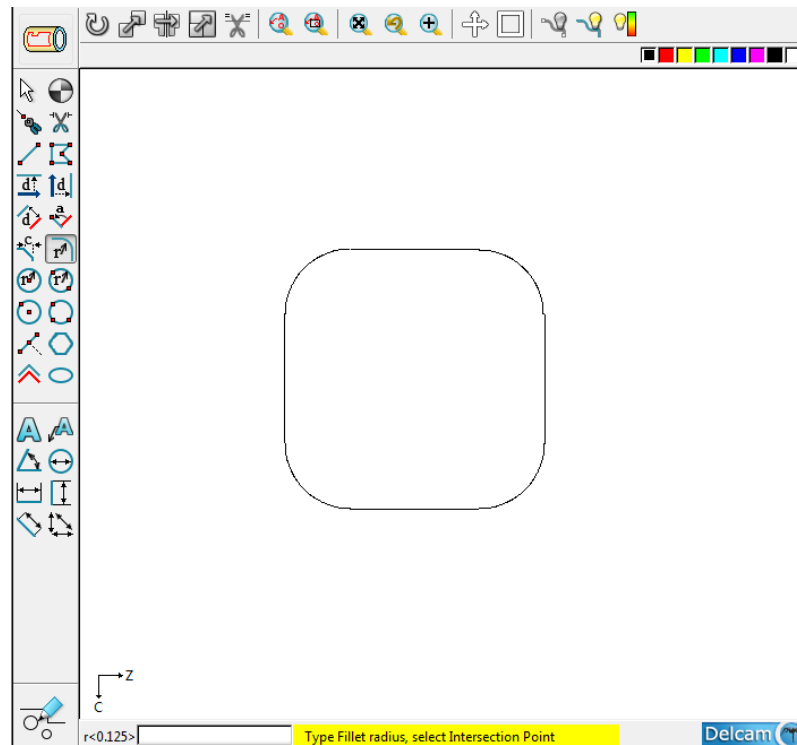 d
d
d
a
c
r
r
r
A
A
Z
C
r<0.125>
Type Fillet radius, select Intersection Point
Delcam